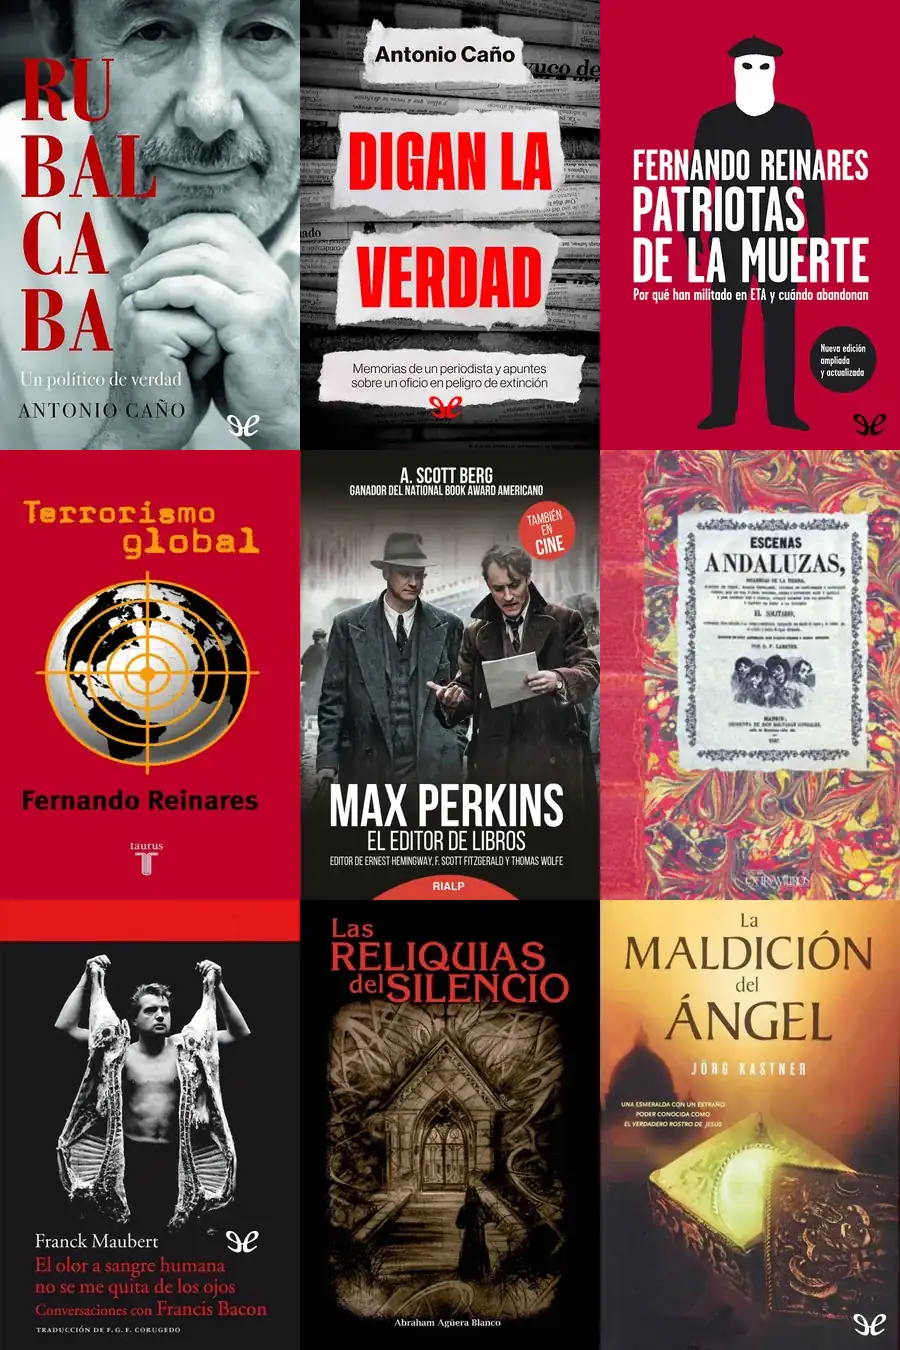 RU
BAL
CA
BA
Un político de verdad
ANTONIO CAÑO
Antonio Caño
DIGAN LA
VERDAD
Memorias de un periodista y apuntes
sobre un oficio en peligro de extinción
FERNANDO REINARES
PATRIOTAS
DE LA MUERTE
Por qué han militado en ETA y cuándo abandonan
Nueva edición
ampliada
y actualizada
Terrorismo
global
Fernando Reinares
taurus
A. SCOTT BERG
GANADOR DEL NATIONAL BOOK AWARD AMERICANO
TAMBIÉN
EN
CINE
MAX PERKINS
EL EDITOR DE LIBROS
EDITOR DE ERNEST HEMINGWAY, F. SCOTT FITZGERALD Y THOMAS WOLFE
RIALP
ESCENAS
ANDALUZAS,
EL SOLITARIO,
MADRID,
EXTRAMUROS
Franck Maubert
El olor a sangre humana
no se me quita de los ojos
Conversaciones con Francis Bacon
TRADUCCIÓN DE F. G. F. CORUGEDO
Las
RELIQUIAS
del SILENCIO
Abraham Agüera Blanco
La
MALDICIÓN
del
ÁNGEL
JÖRG KASTNER
UNA ESMERALDA CON UN EXTRAÑO
PODER CONOCIDA COMO
EL VERDADERO ROSTRO DE JESÚS